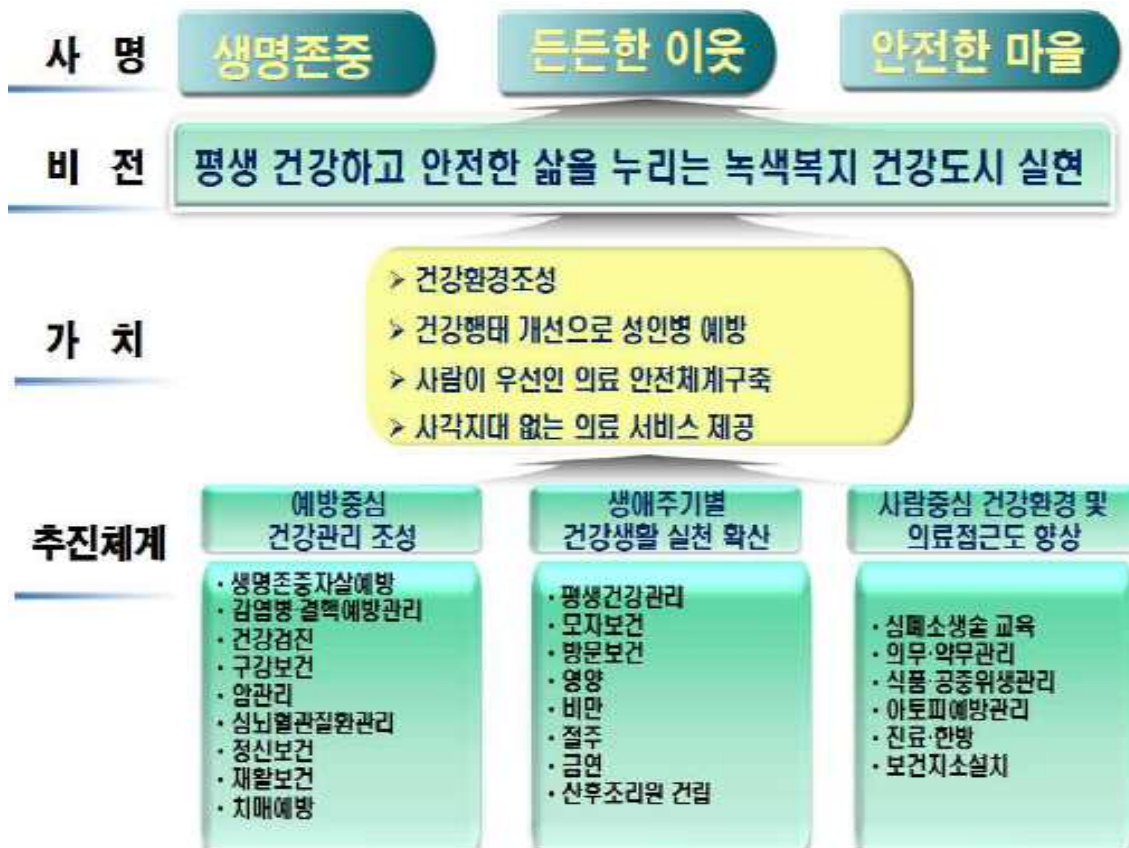 사 명
생명존중
든든한 이웃
안전한 마을
비 전
평생 건강하고 안전한 삶을 누리는 녹색복지 건강도시 실현
가 치
➢ 건강환경조성
➢ 건강행태 개선으로 성인병 예방
➢ 사람이 우선인 의료 안전체계구축
➢ 사각지대 없는 의료 서비스 제공
추진체계
예방중심
건강관리 조성
· 생명존중자살예방
· 감염병·결핵예방관리
· 건강검진
· 구강보건
· 암관리
· 심뇌혈관질환관리
· 정신보건
· 재활보건
· 치매예방
생애주기별
건강생활 실천 확산
· 평생건강관리
· 모자보건
· 방문보건
· 영양
· 비만
· 절주
· 금연
· 산후조리원 건립
사람중심 건강환경 및
의료접근도 향상
· 심폐소생술 교육
· 의무·약무관리
· 식품·공중위생관리
· 아토피예방관리
· 진료·한방
· 보건지소설치